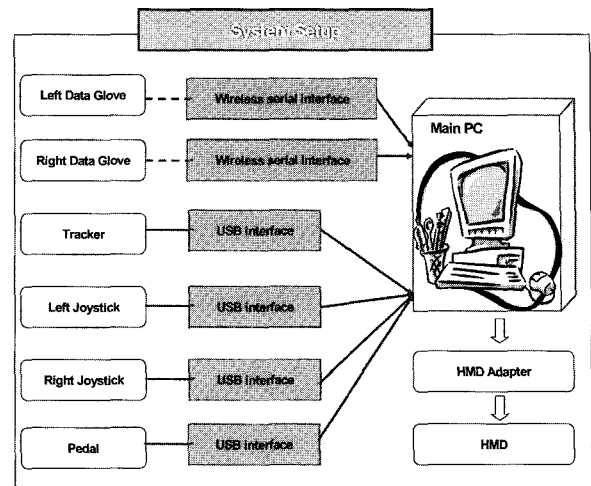 System Setup
Left Data Glove
Wireless serial interface
Right Data Glove
Wireless serial interface
Main PC
Tracker
USB interface
Left Joystick
USB interface
Right Joystick
USB interface
HMD Adapter
Pedal
USB interface
HMD